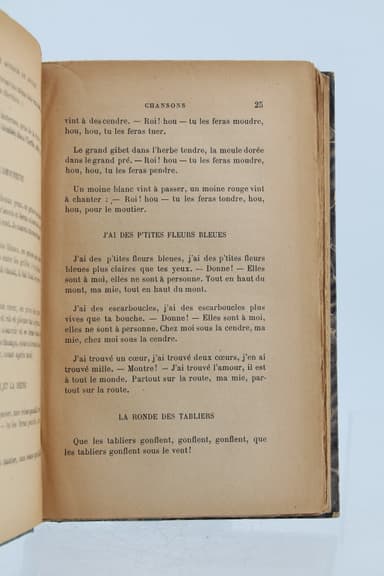 CHANSONS 25
vint à descendre. — Roi! hou — tu les feras moudre,
hou, hou, tu les feras tuer.
Le grand gibet dans l'herbe tendre, la meule dorée
dans le grand pré. — Roi! hou — tu les feras moudre,
hou, hou, tu les feras pendre.
Un moine blanc vint à passer, un moine rouge vint
à chanter : — Roi! hou — tu les feras tondre, hou,
hou, pour le moutier.
J'AI DES P'TITES FLEURS BLEUES
J'ai des p'tites fleurs bleues, j'ai des p'tites fleurs
bleues plus claires que tes yeux. — Donne! — Elles
sont à moi, elles ne sont à personne. Tout en haut du
mont, ma mie, tout en haut du mont.
J'ai des escarboucles, j'ai des escarboucles plus
vives que ta bouche. — Donne! — Elles sont à moi,
elles ne sont à personne. Chez moi sous la cendre, ma
mie, chez moi sous la cendre.
J'ai trouvé un cœur, j'ai trouvé deux cœurs, j'en ai
trouvé mille. — Montre! — J'ai trouvé l'amour, il est
à tout le monde. Partout sur la route, ma mie, par-
tout sur la route.
LA RONDE DES TABLIERS
Que les tabliers gonflent, gonflent, gonflent, que
les tabliers gonflent sous le vent!